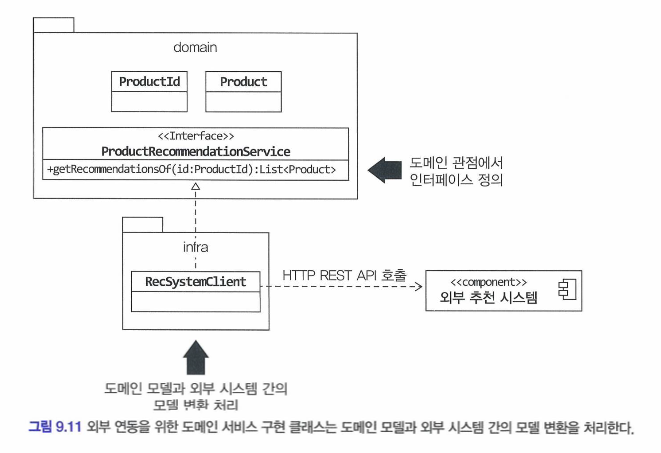 domain
ProductId
Product
<<Interface>>
ProductRecommendationService
+getRecommendationsOf(id:ProductId):List<Product>
도메인 관점에서
인터페이스 정의
infra
RecSystemClient
HTTP REST API 호출
<<component>>
외부 추천 시스템
도메인 모델과 외부 시스템 간의
모델 변환 처리
그림 9.11 외부 연동을 위한 도메인 서비스 구현 클래스는 도메인 모델과 외부 시스템 간의 모델 변환을 처리한다.